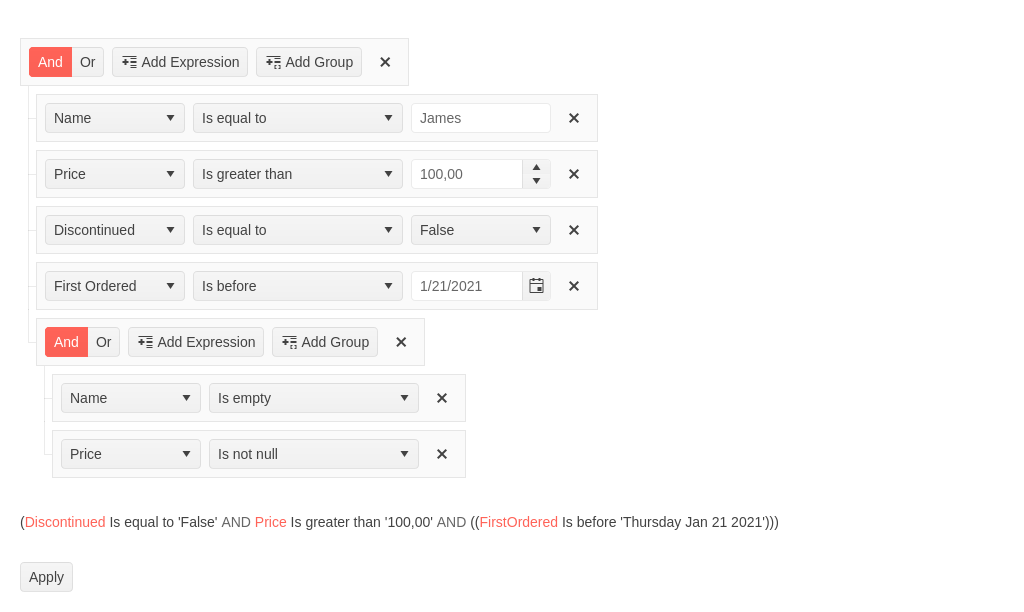 And Or Add Expression Add Group
Name Is equal to James
Price Is greater than 100,00
Discontinued Is equal to False
First Ordered Is before 1/21/2021
And Or Add Expression Add Group
Name Is empty
Price Is not null
(Discontinued Is equal to 'False' AND Price Is greater than '100,00' AND ((FirstOrdered Is before 'Thursday Jan 21 2021')))
Apply